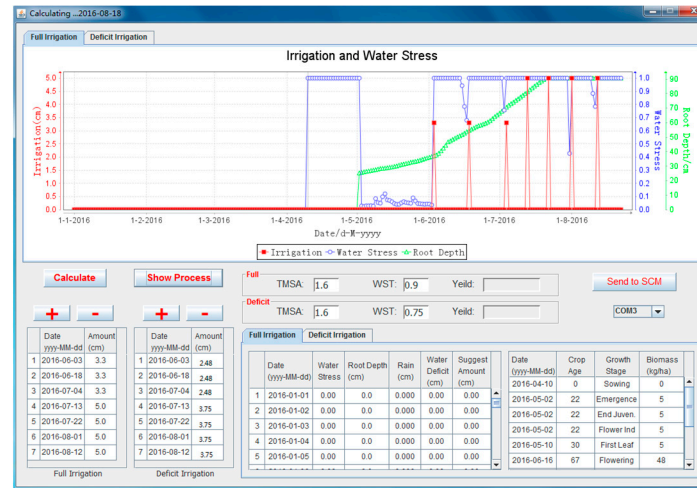 Calculating ...2016-08-18
Full Irrigation Deficit Irrigation
Irrigation and Water Stress
5.0 4.5 4.0 3.5 3.0 2.5 2.0 1.5 1.0 0.5 0.0
Irrigation(cm)
1.0 0.9 0.8 0.7 0.6 0.5 0.4 0.3 0.2 0.1 0.0
Water Stress
90 80 70 60 50 40 30 20 10 0
Root Depth/cm
1-1-2016 1-2-2016 1-3-2016 1-4-2016 1-5-2016 1-6-2016 1-7-2016 1-8-2016
Date/d-M-yyyy
Irrigation Water Stress Root Depth
Calculate Show Process
+ - + -
Date Amount
yyyy-MM-dd (cm)
1 2016-06-03 3.3
2 2016-06-18 3.3
3 2016-07-04 3.3
4 2016-07-13 5.0
5 2016-07-22 5.0
6 2016-08-01 5.0
7 2016-08-12 5.0
Full Irrigation
Date Amount
yyyy-MM-dd (cm)
1 2016-06-03 2.48
2 2016-06-18 2.48
3 2016-07-04 2.48
4 2016-07-13 3.75
5 2016-07-22 3.75
6 2016-08-01 3.75
7 2016-08-12 3.75
Deficit Irrigation
Full
TMSA: 1.6 WST: 0.9 Yeild:
Deficit
TMSA: 1.6 WST: 0.75 Yeild:
Send to SCM
COM3
Full Irrigation Deficit Irrigation
Date Water Root Depth Rain Water Suggest
(yyyy-MM-dd) Stress (cm) (cm) Deficit Amount
(cm) (cm)
1 2016-01-01 0.00 0.0 0.000 0.00 0.00
2 2016-01-02 0.00 0.0 0.000 0.00 0.00
3 2016-01-03 0.00 0.0 0.000 0.00 0.00
4 2016-01-04 0.00 0.0 0.000 0.00 0.00
5 2016-01-05 0.00 0.0 0.000 0.00 0.00
Date Crop Growth Biomass
(yyyy-MM-dd) Age Stage (kg/ha)
2016-04-10 0 Sowing 0
2016-05-02 22 Emergence 5
2016-05-02 22 End Juven. 5
2016-05-02 22 Flower Ind 5
2016-05-10 30 First Leaf 5
2016-06-16 67 Flowering 48